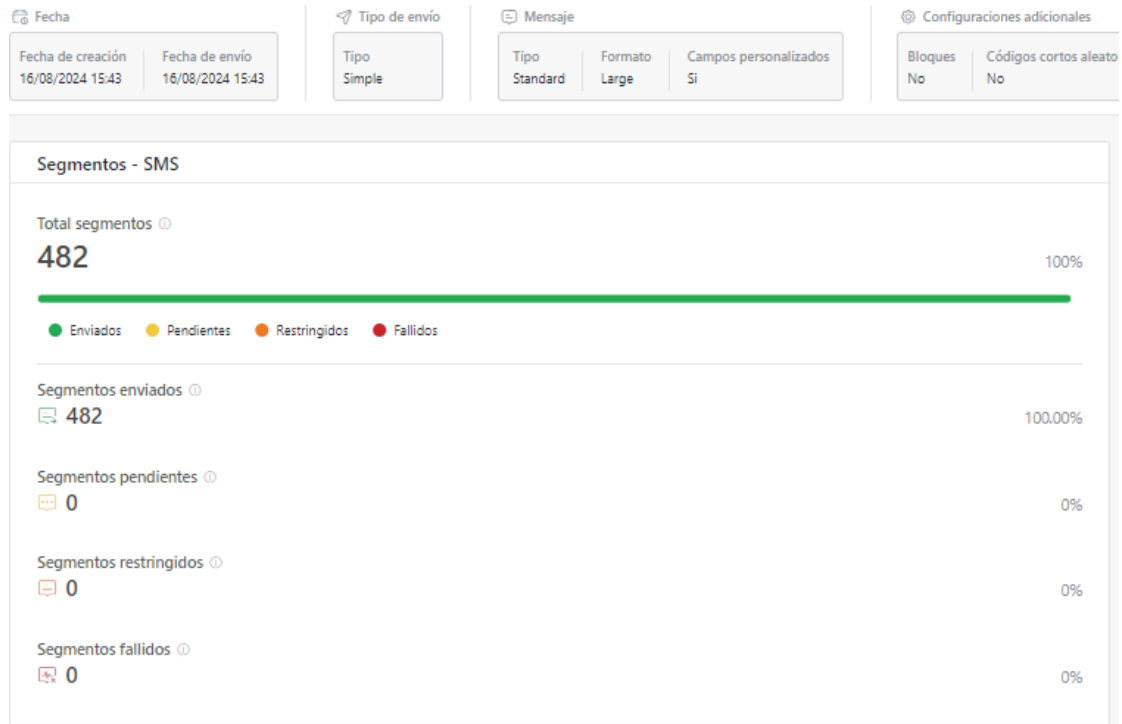 Fecha
Tipo de envío
Mensaje
Configuraciones adicionales
Fecha de creación
Fecha de envío
Tipo
Tipo
Formato
Campos personalizados
Bloques
Códigos cortos aleato
16/08/2024 15:43
16/08/2024 15:43
Simple
Standard
Large
Si
No
No
Segmentos - SMS
Total segmentos
482
100%
Enviados
Pendientes
Restringidos
Fallidos
Segmentos enviados
482
100.00%
Segmentos pendientes
0
0%
Segmentos restringidos
0
0%
Segmentos fallidos
0
0%